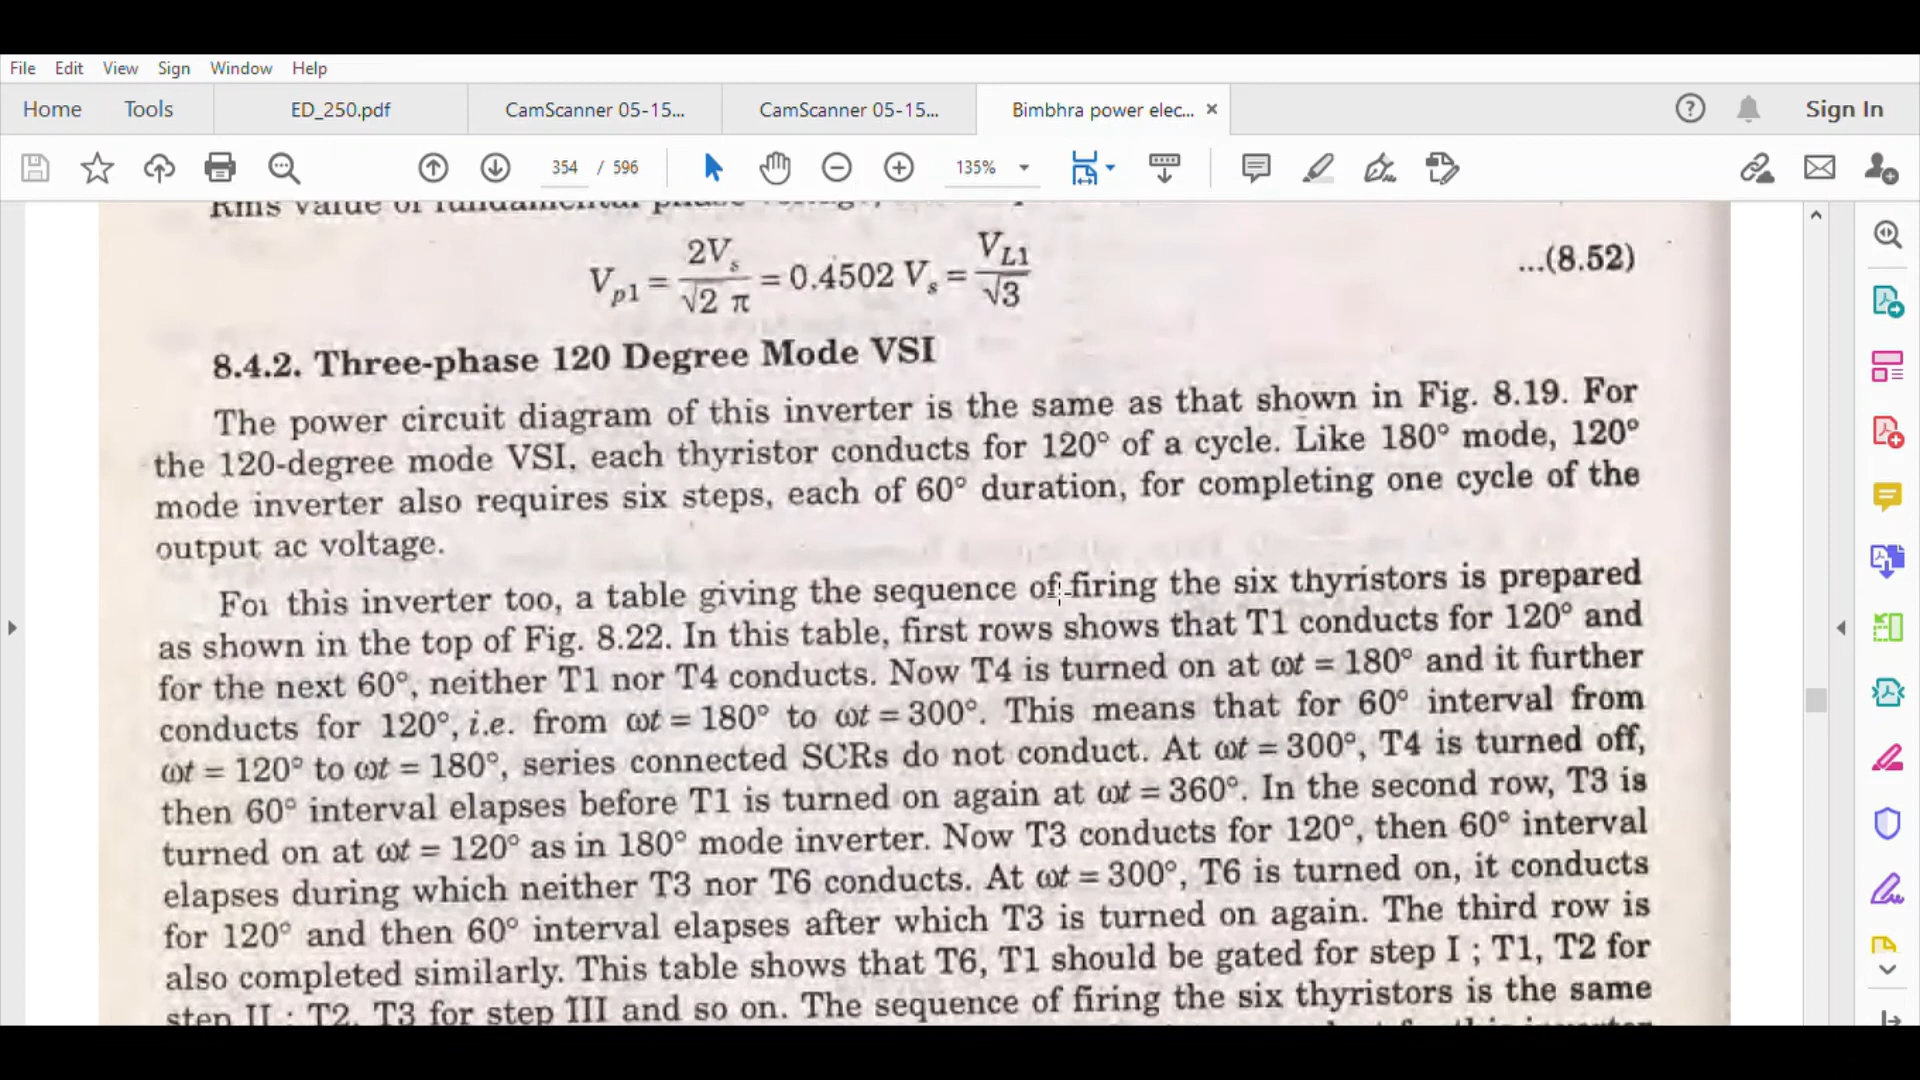 File Edit View Sign Window Help
Home Tools ED_250.pdf CamScanner 05-15... CamScanner 05-15... Bimbhra power elec... × Sign In
354 / 596 135%
Rms value of fundamental
V_p1 = 2V_s / √2 π = 0.4502 V_s = V_L1 / √3 ...(8.52)
8.4.2. Three-phase 120 Degree Mode VSI
The power circuit diagram of this inverter is the same as that shown in Fig. 8.19. For
the 120-degree mode VSI, each thyristor conducts for 120° of a cycle. Like 180° mode, 120°
mode inverter also requires six steps, each of 60° duration, for completing one cycle of the
output ac voltage.
For this inverter too, a table giving the sequence of firing the six thyristors is prepared
as shown in the top of Fig. 8.22. In this table, first rows shows that T1 conducts for 120° and
for the next 60°, neither T1 nor T4 conducts. Now T4 is turned on at ωt = 180° and it further
conducts for 120°, i.e. from ωt = 180° to ωt = 300°. This means that for 60° interval from
ωt = 120° to ωt = 180°, series connected SCRs do not conduct. At ωt = 300°, T4 is turned off,
then 60° interval elapses before T1 is turned on again at ωt = 360°. In the second row, T3 is
turned on at ωt = 120° as in 180° mode inverter. Now T3 conducts for 120°, then 60° interval
elapses during which neither T3 nor T6 conducts. At ωt = 300°, T6 is turned on, it conducts
for 120° and then 60° interval elapses after which T3 is turned on again. The third row is
also completed similarly. This table shows that T6, T1 should be gated for step I ; T1, T2 for
step II ; T2, T3 for step III and so on. The sequence of firing the six thyristors is the same